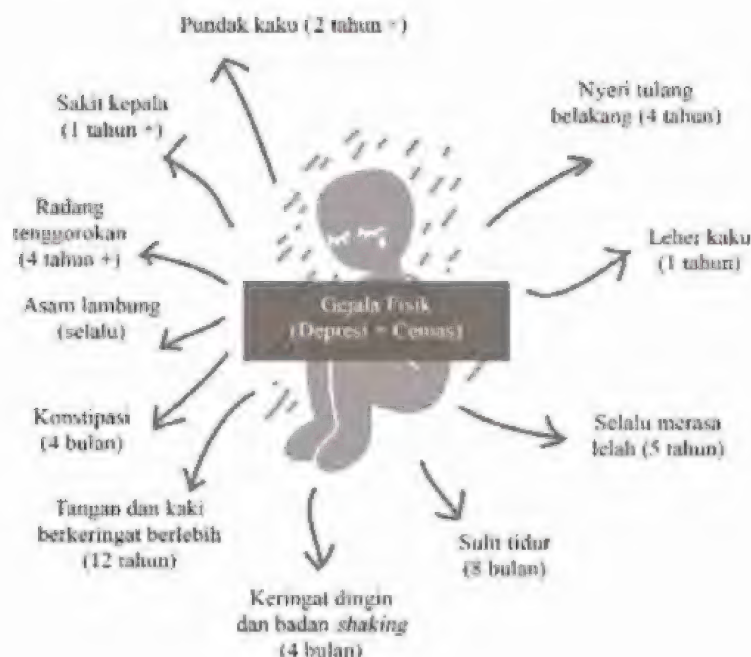 Pundak kaku (2 tahun +)
Sakit kepala
(1 tahun +)
Radang
tenggorokan
(4 tahun +)
Asam lambung
(selalu)
Konstipasi
(4 bulan)
Tangan dan kaki
berkeringat berlebih
(12 tahun)
Keringat dingin
dan badan shaking
(4 bulan)
Gejala Fisik
(Depresi + Cemas)
Nyeri tulang
belakang (4 tahun)
Leher kaku
(1 tahun)
Selalu merasa
lelah (5 tahun)
Sulit tidur
(8 bulan)